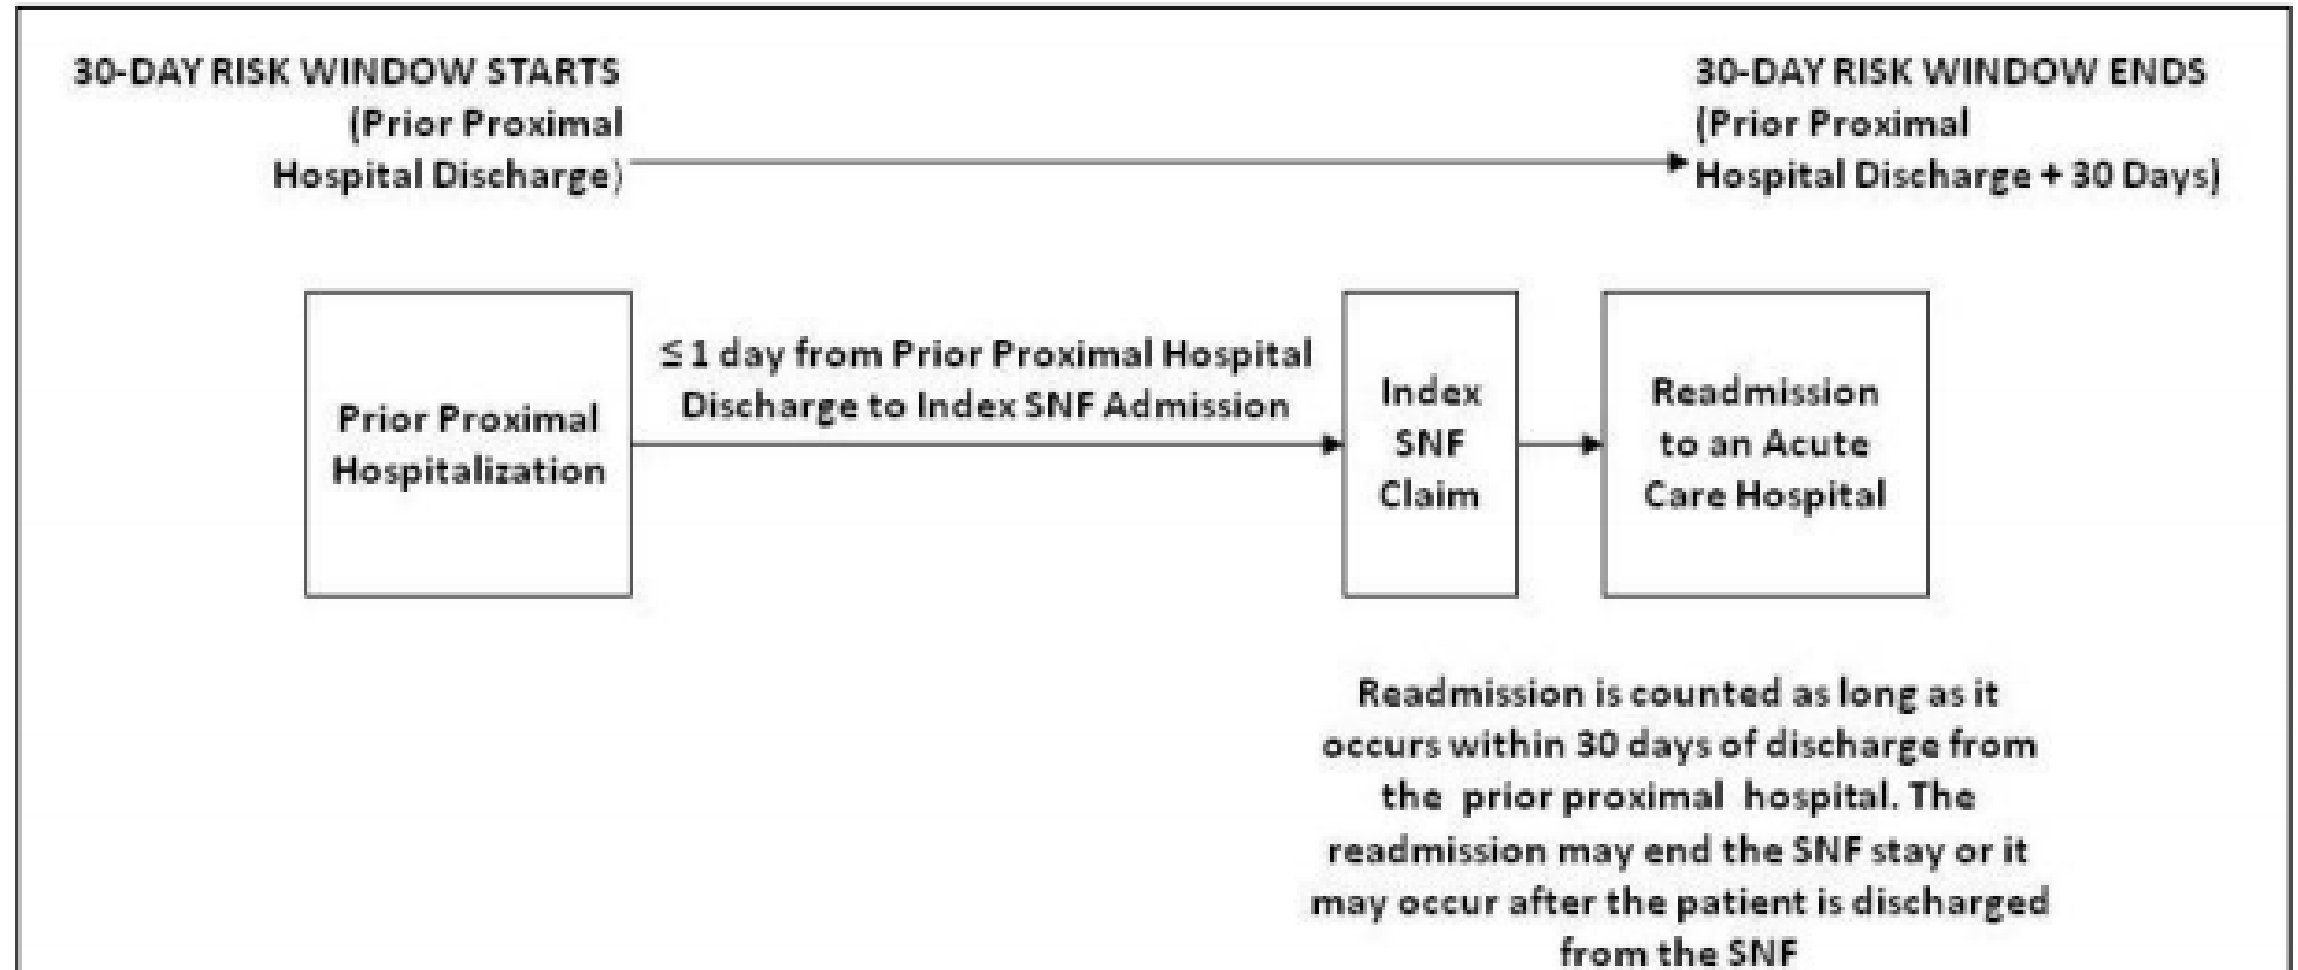 30-DAY RISK WINDOW STARTS
(Prior Proximal
Hospital Discharge)
30-DAY RISK WINDOW ENDS
(Prior Proximal
Hospital Discharge + 30 Days)
Prior Proximal
Hospitalization
≤ 1 day from Prior Proximal Hospital
Discharge to Index SNF Admission
Index
SNF
Claim
Readmission
to an Acute
Care Hospital
Readmission is counted as long as it
occurs within 30 days of discharge from
the prior proximal hospital. The
readmission may end the SNF stay or it
may occur after the patient is discharged
from the SNF